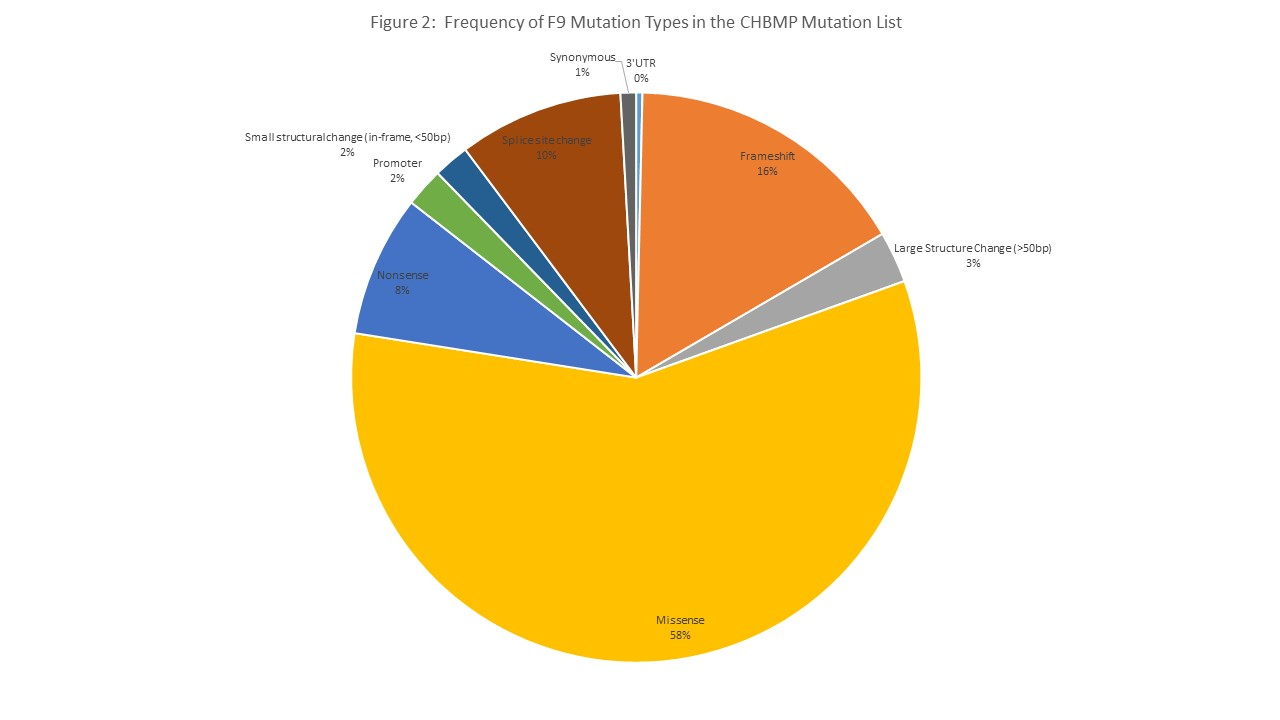 Figure 2:  Frequency of F9 Mutation Types in the CHBMP Mutation List
Synonymous
1%
3'UTR
0%
Frameshift
16%
Large Structure Change (>50bp)
3%
Missense
58%
Nonsense
8%
Promoter
2%
Small structural change (in-frame, <50bp)
2%
Splice site change
10%